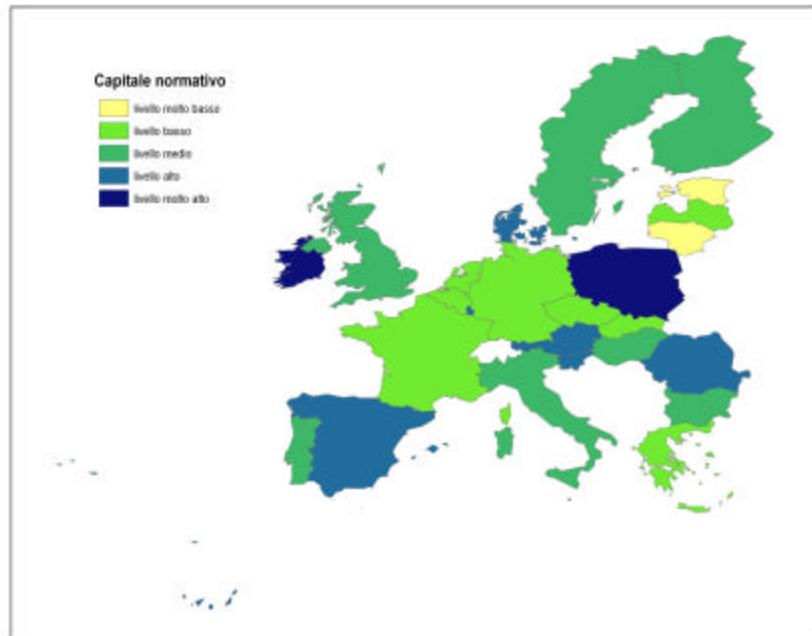 Capitale normativo
livello molto basso
livello basso
livello medio
livello alto
livello molto alto